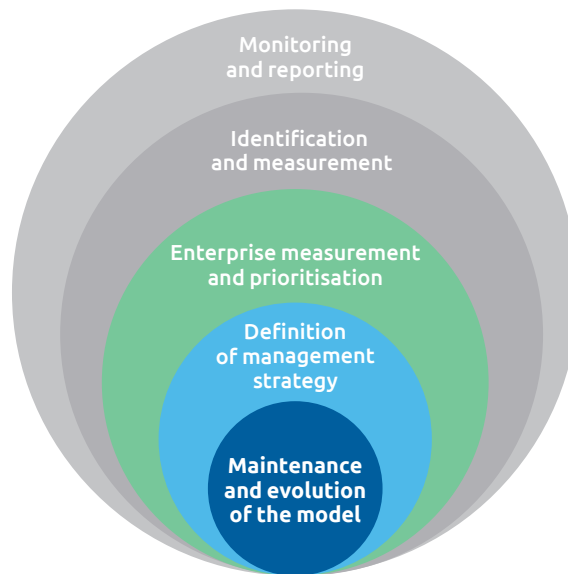 Monitoring
and reporting
Identification
and measurement
Enterprise measurement
and prioritisation
Definition
of management
strategy
Maintenance
and evolution
of the model